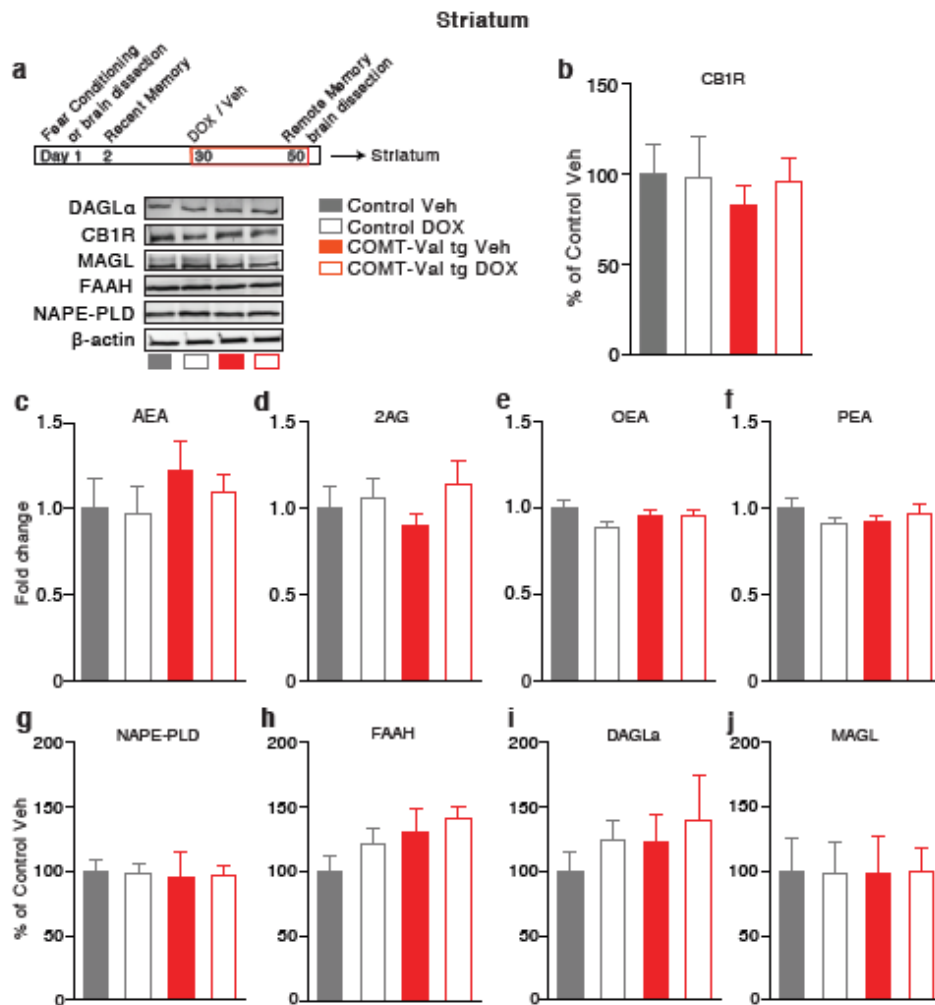 Striatum
a
Fear Conditioning
or brain dissection
Recent Memory
DOX / Veh
Remote Memory
brain dissection
Day 1 2 30 50
Striatum
DAGLα
CB1R
MAGL
FAAH
NAPE-PLD
β-actin
Control Veh
Control DOX
COMT-Val tg Veh
COMT-Val tg DOX
b
CB1R
% of Control Veh
150
100
50
0
c
AEA
Fold change
1.5
1.0
0.5
0
d
2AG
1.5
1.0
0.5
0
e
OEA
1.5
1.0
0.5
0
f
PEA
1.5
1.0
0.5
0
g
NAPE-PLD
% of Control Veh
200
150
100
50
0
h
FAAH
200
150
100
50
0
i
DAGLa
200
150
100
50
0
j
MAGL
200
150
100
50
0